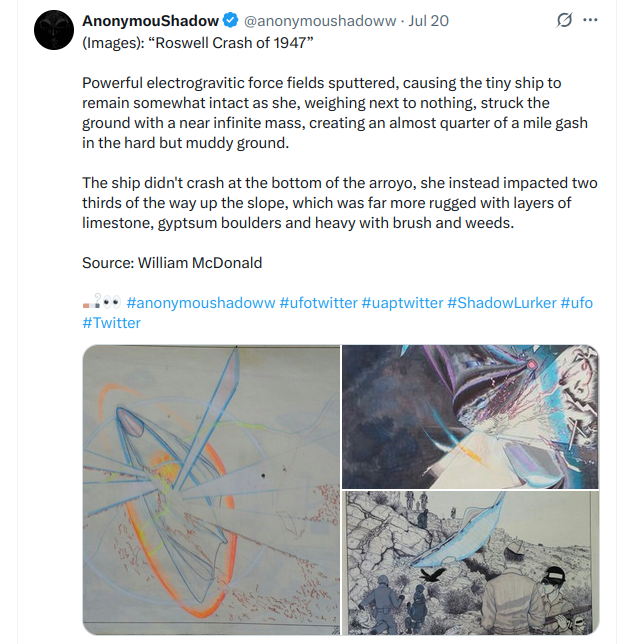 AnonymouShadow @anonymoushadoww · Jul 20
(Images): “Roswell Crash of 1947”
Powerful electrogravitic force fields sputtered, causing the tiny ship to
remain somewhat intact as she, weighing next to nothing, struck the
ground with a near infinite mass, creating an almost quarter of a mile gash
in the hard but muddy ground.
The ship didn't crash at the bottom of the arroyo, she instead impacted two
thirds of the way up the slope, which was far more rugged with layers of
limestone, gyptsum boulders and heavy with brush and weeds.
Source: William McDonald
#anonymoushadoww #ufotwitter #uaptwitter #ShadowLurker #ufo
#Twitter